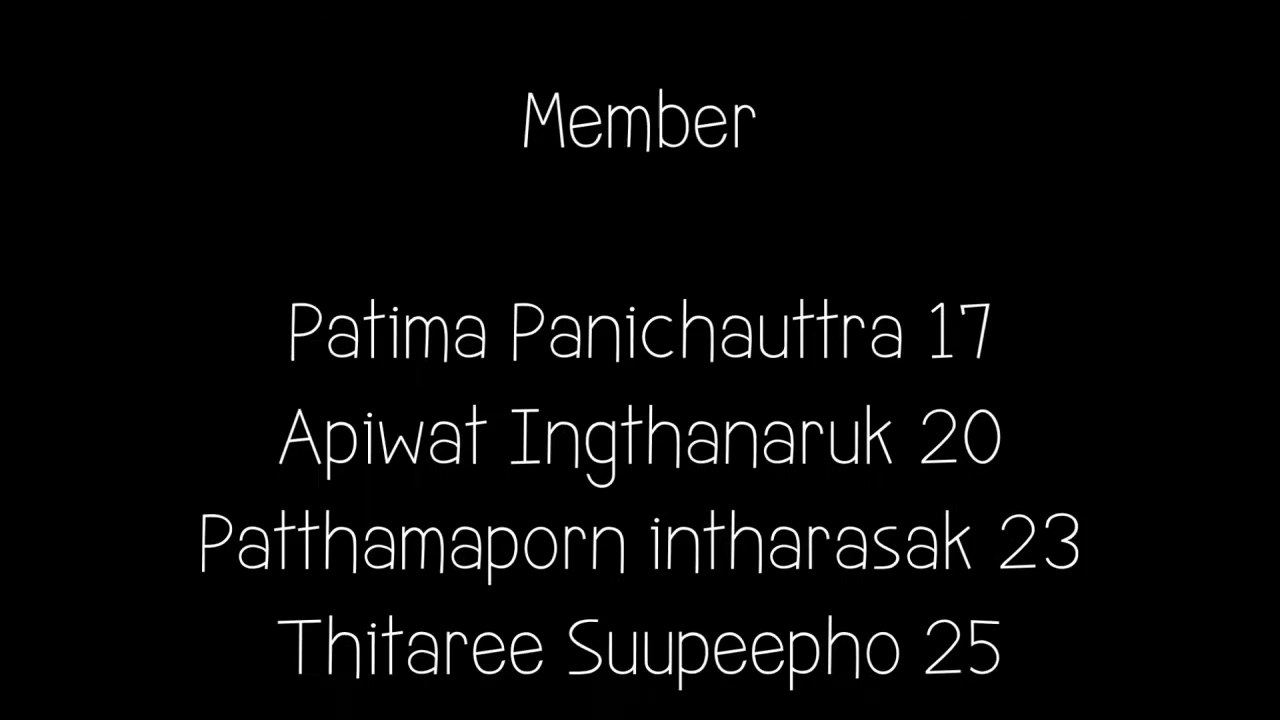 Member
Patima Panichauttra 17
Apiwat Ingthanaruk 20
Patthamaporn intharasak 23
Thitaree Suupeepho 25